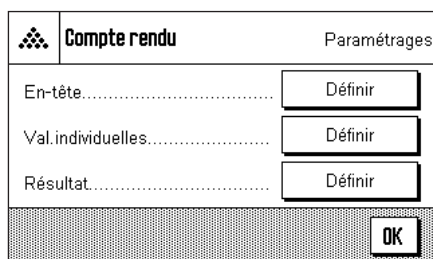 Compte rendu Paramétrages
En-tête.................................. Définir
Val.individuelles...................... Définir
Résultat................................. Définir
OK